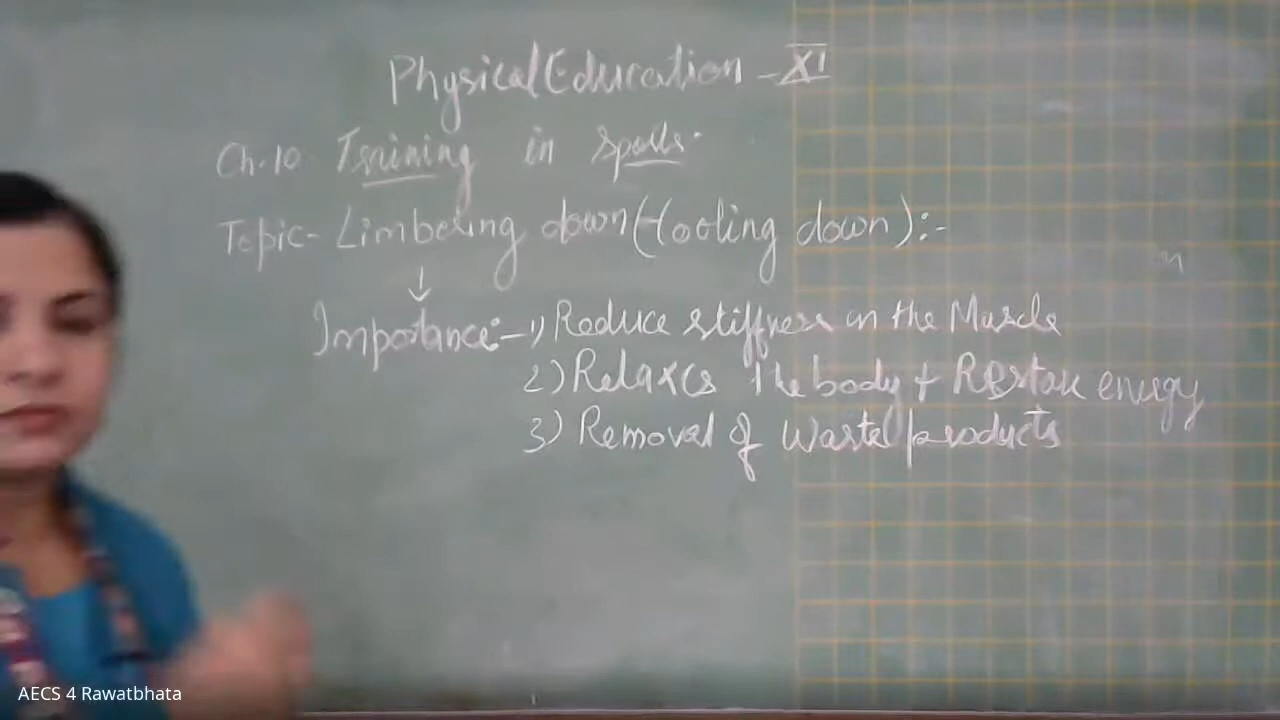 Physical Education - XI
Ch.10 Training in Sports.
Topic- Limbering down (Cooling down):-
↓
Importance:- 1) Reduce stiffness in the Muscle
2) Relaxes the body + Restore energy
3) Removal of Waste products
AECS 4 Rawatbhata